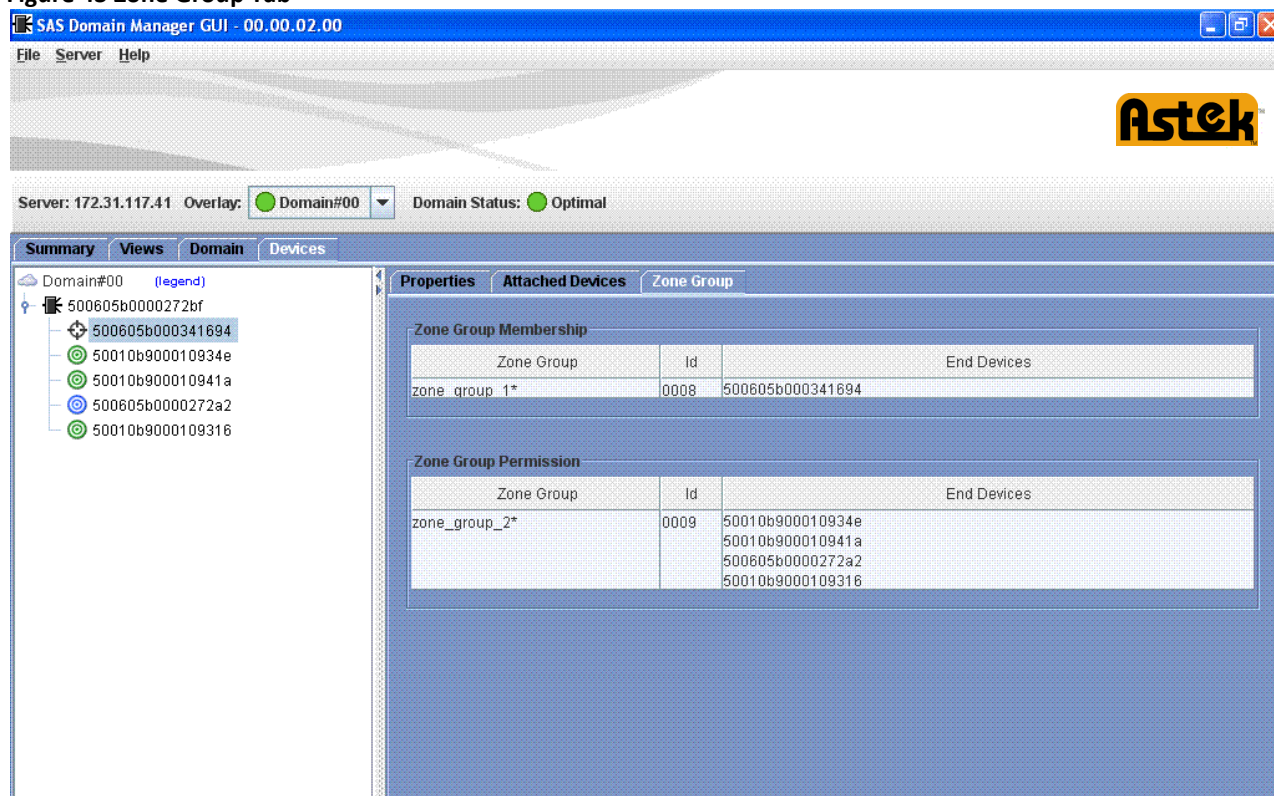 SAS Domain Manager GUI - 00.00.02.00
File Server Help
Astek
Server: 172.31.117.41 Overlay: Domain#00 Domain Status: Optimal
Summary Views Domain Devices
Domain#00 (legend)
500605b0000272bf
500605b000341694
50010b900010934e
50010b900010941a
500605b0000272a2
50010b9000109316
Properties Attached Devices Zone Group
Zone Group Membership
Zone Group Id End Devices
zone_group_1* 0008 500605b000341694
Zone Group Permission
Zone Group Id End Devices
zone_group_2* 0009 50010b900010934e
50010b900010941a
500605b0000272a2
50010b9000109316